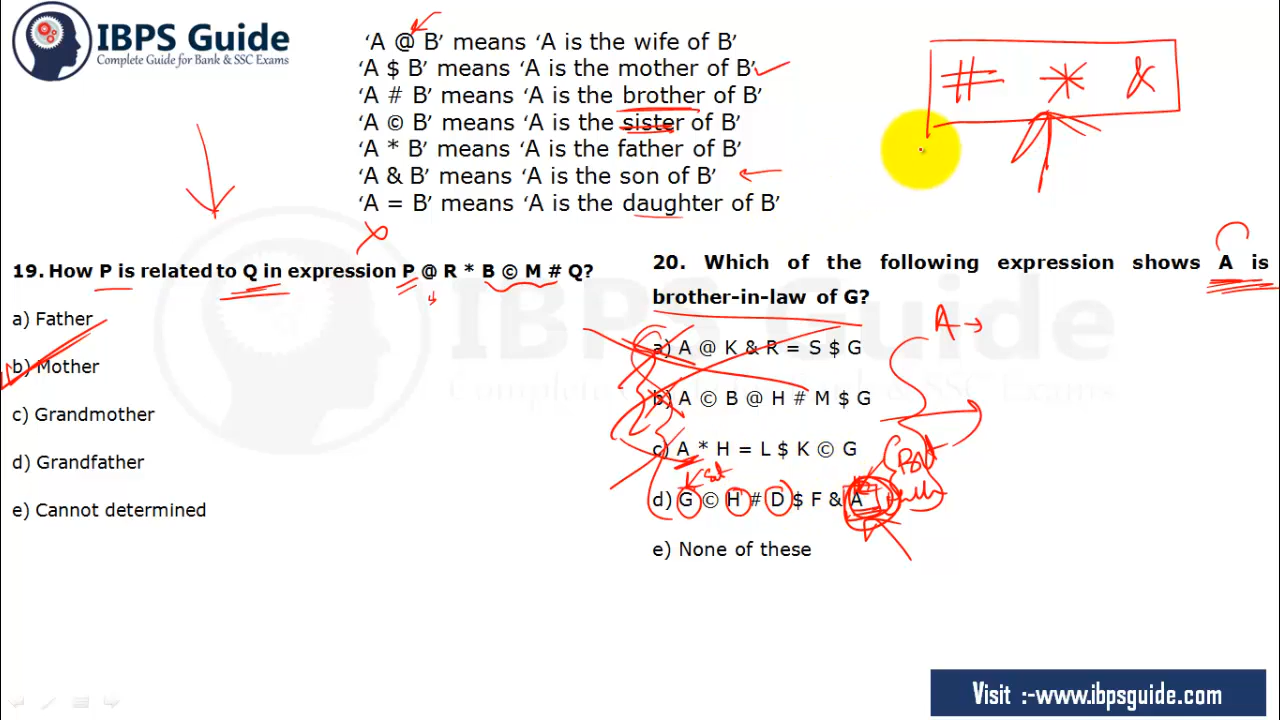 IBPS Guide
Complete Guide for Bank & SSC Exams
‘A @ B’ means ‘A is the wife of B’
‘A $ B’ means ‘A is the mother of B’
‘A # B’ means ‘A is the brother of B’
‘A © B’ means ‘A is the sister of B’
‘A * B’ means ‘A is the father of B’
‘A & B’ means ‘A is the son of B’
‘A = B’ means ‘A is the daughter of B’
# * &
19. How P is related to Q in expression P @ R * B © M # Q?
a) Father
b) Mother
c) Grandmother
d) Grandfather
e) Cannot determined
20. Which of the following expression shows A is
brother-in-law of G?
A
a) A @ K & R = S $ G
b) A © B @ H # M $ G
c) A * H = L $ K © G
d) G © H # D $ F & A
e) None of these
Visit :-www.ibpsguide.com